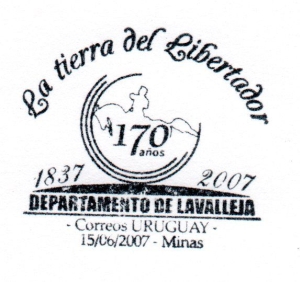 La tierra del Libertador
170
años
1837 2007
DEPARTAMENTO DE LAVALLEJA
- Correos URUGUAY -
15/06/2007 - Minas